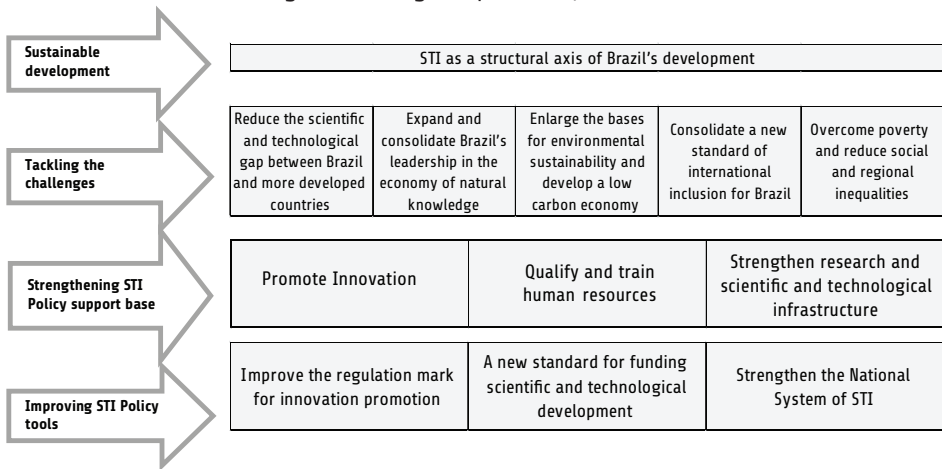 Sustainable
development
STI as a structural axis of Brazil's development
Tackling the
challenges
Reduce the scientific
and technological
gap between Brazil
and more developed
countries
Expand and
consolidate Brazil's
leadership in the
economy of natural
knowledge
Enlarge the bases
for environmental
sustainability and
develop a low
carbon economy
Consolidate a new
standard of
international
inclusion for Brazil
Overcome poverty
and reduce social
and regional
inequalities
Strengthening STI
Policy support base
Promote Innovation
Qualify and train
human resources
Strengthen research and
scientific and technological
infrastructure
Improving STI Policy
tools
Improve the regulation mark
for innovation promotion
A new standard for funding
scientific and technological
development
Strengthen the National
System of STI